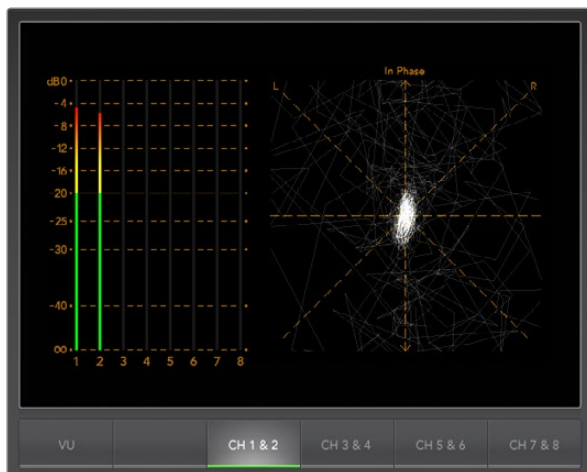 In Phase
dB0
L
R
-4
-8
-12
-16
-20
-25
-30
-40
∞
1 2 3 4 5 6 7 8
VU
CH 1 & 2
CH 3 & 4
CH 5 & 6
CH 7 & 8